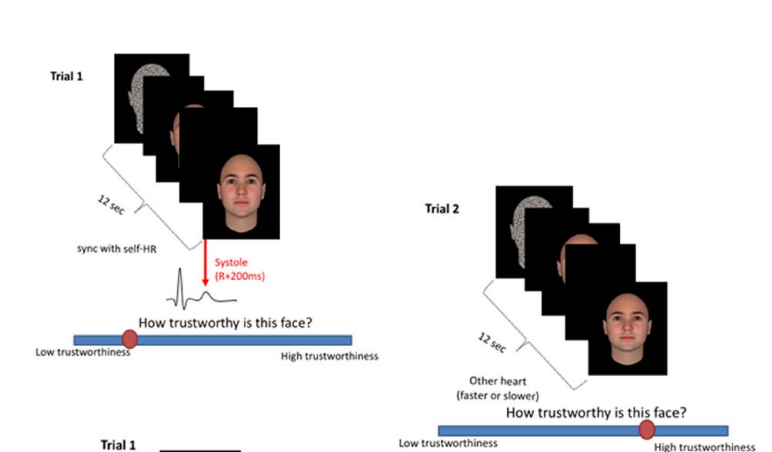 Trial 1
12 sec
sync with self-HR
Systole
(R+200ms)
How trustworthy is this face?
Low trustworthiness
High trustworthiness
Trial 2
12 sec
Other heart
(faster or slower)
How trustworthy is this face?
Low trustworthiness
High trustworthiness
Trial 1